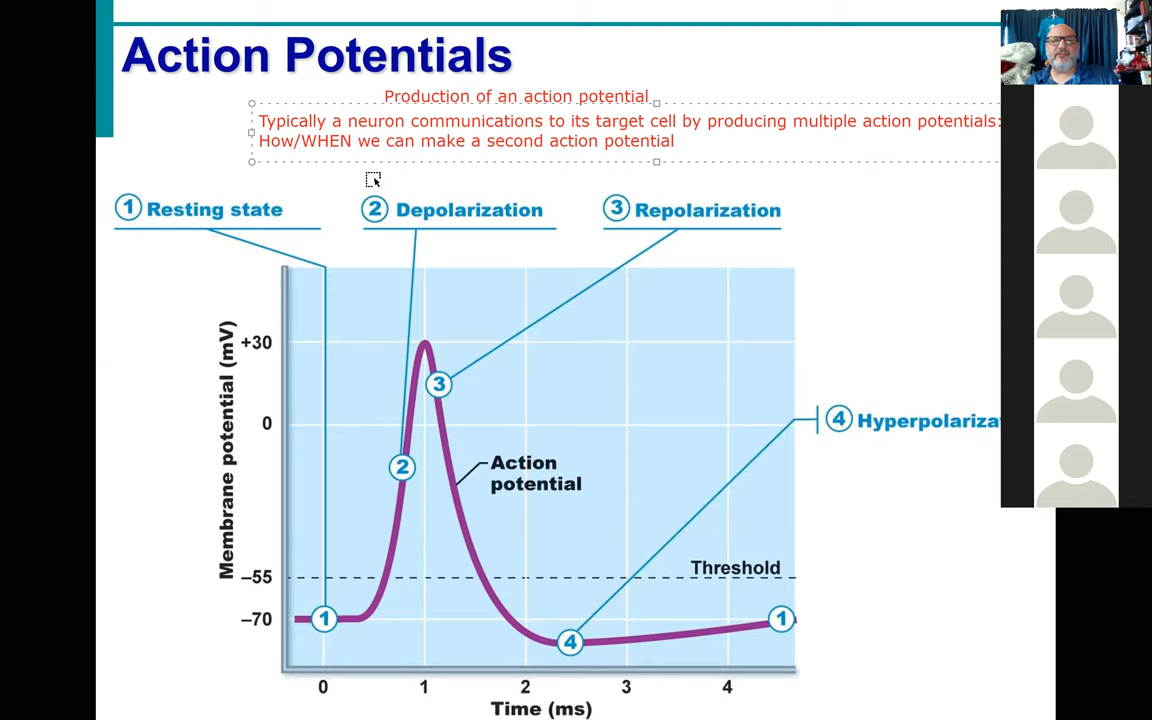 Action Potentials
Production of an action potential
Typically a neuron communications to its target cell by producing multiple action potentials:
How/WHEN we can make a second action potential
1 Resting state
2 Depolarization
3 Repolarization
Membrane potential (mV)
+30
0
–55
–70
3
2
Action
potential
4 Hyperpolariza
Threshold
1
4
1
0 1 2 3 4
Time (ms)